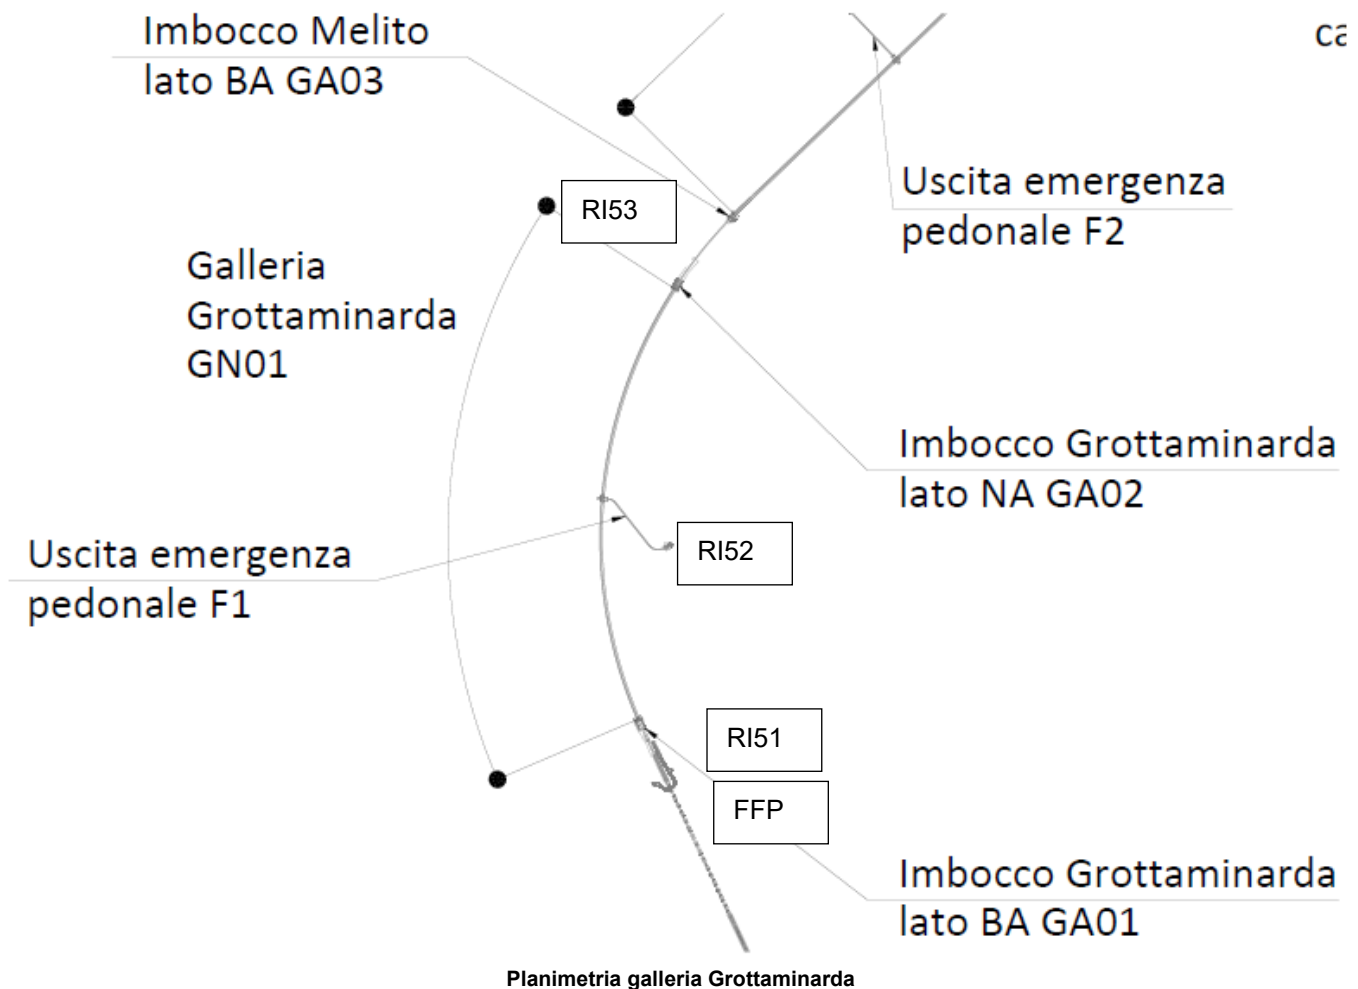 Imbocco Melito
lato BA GA03
ca
RI53
Uscita emergenza
pedonale F2
Galleria
Grottaminarda
GN01
Imbocco Grottaminarda
lato NA GA02
Uscita emergenza
pedonale F1
RI52
RI51
FFP
Imbocco Grottaminarda
lato BA GA01
Planimetria galleria Grottaminarda